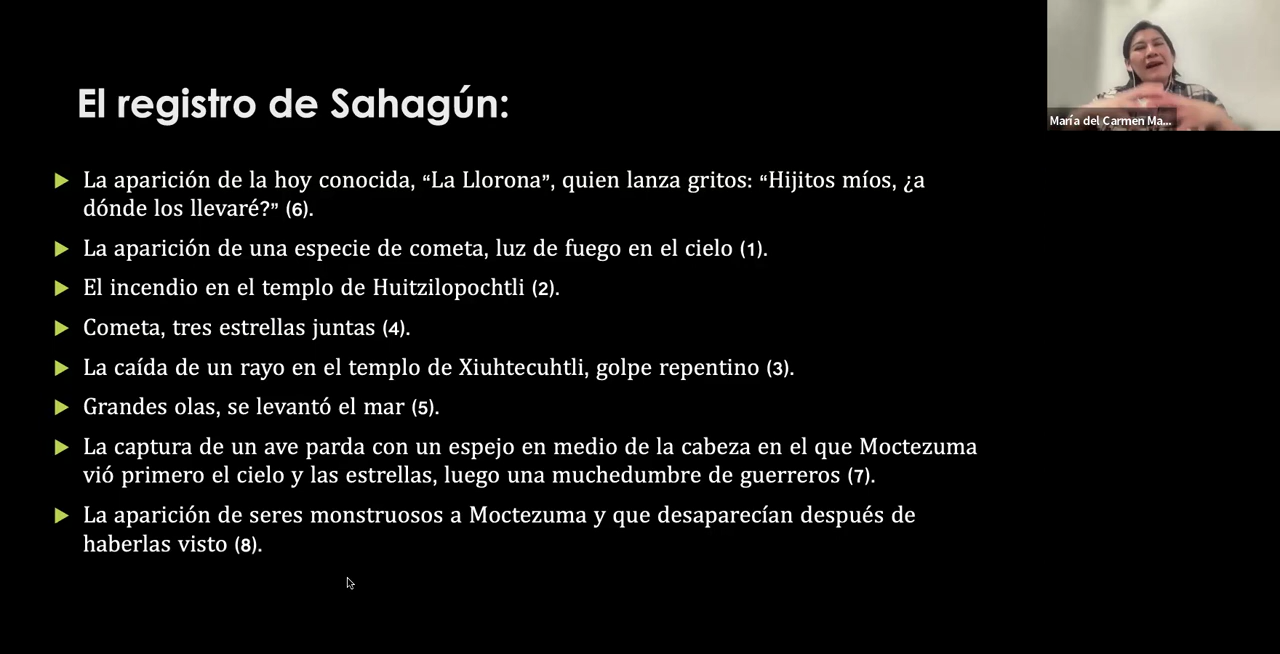 El registro de Sahagún:
María del Carmen Ma...
La aparición de la hoy conocida, “La Llorona”, quien lanza gritos: “Hijitos míos, ¿a
dónde los llevaré?” (6).
La aparición de una especie de cometa, luz de fuego en el cielo (1).
El incendio en el templo de Huitzilopochtli (2).
Cometa, tres estrellas juntas (4).
La caída de un rayo en el templo de Xiuhtecuhtli, golpe repentino (3).
Grandes olas, se levantó el mar (5).
La captura de un ave parda con un espejo en medio de la cabeza en el que Moctezuma
vió primero el cielo y las estrellas, luego una muchedumbre de guerreros (7).
La aparición de seres monstruosos a Moctezuma y que desaparecían después de
haberlas visto (8).